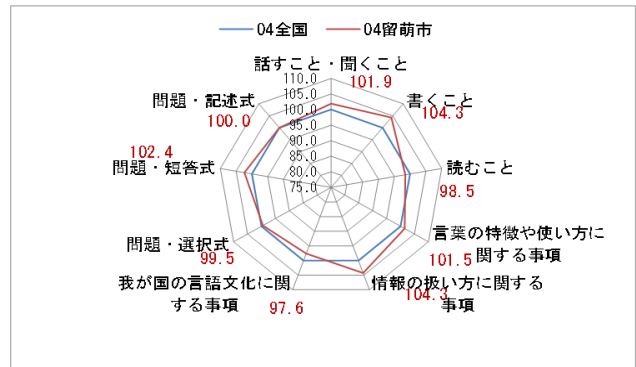 04全国 04留萌市
話すこと・聞くこと
101.9
書くこと
104.3
読むこと
98.5
言葉の特徴や使い方に
関する事項
101.5
情報の扱い方に関する
事項
104.3
我が国の言語文化に関
する事項
97.6
問題・選択式
99.5
問題・短答式
102.4
問題・記述式
100.0
110.0
105.0
100.0
95.0
90.0
85.0
80.0
75.0